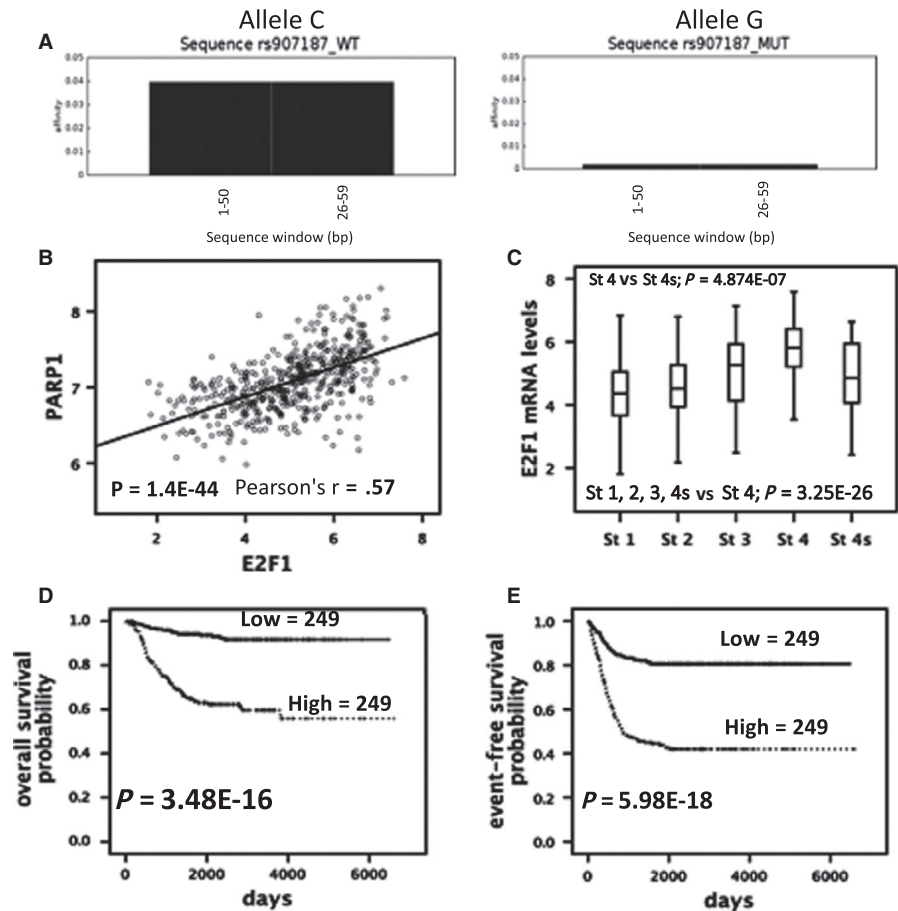 Allele C
Allele G
A
Sequence rs907187_WT
Sequence rs907187_MUT
0.05
0.04
0.03
0.02
0.01
0
affinity
1-50
26-59
Sequence window (bp)
0.05
0.04
0.03
0.02
0.01
0
affinity
1-50
26-59
Sequence window (bp)
B
PARP1
8
7
6
P = 1.4E-44 Pearson's r = .57
2 4 6 8
E2F1
C
E2F1 mRNA levels
8
6
4
2
St 4 vs St 4s; P = 4.874E-07
St 1, 2, 3, 4s vs St 4; P = 3.25E-26
St 1 St 2 St 3 St 4 St 4s
D
overall survival
probability
1.0
0.8
0.6
0.4
0.2
0.0
Low = 249
High = 249
P = 3.48E-16
0 2000 4000 6000
days
E
event-free survival
probability
1.0
0.8
0.6
0.4
0.2
0.0
Low = 249
High = 249
P = 5.98E-18
0 2000 4000 6000
days